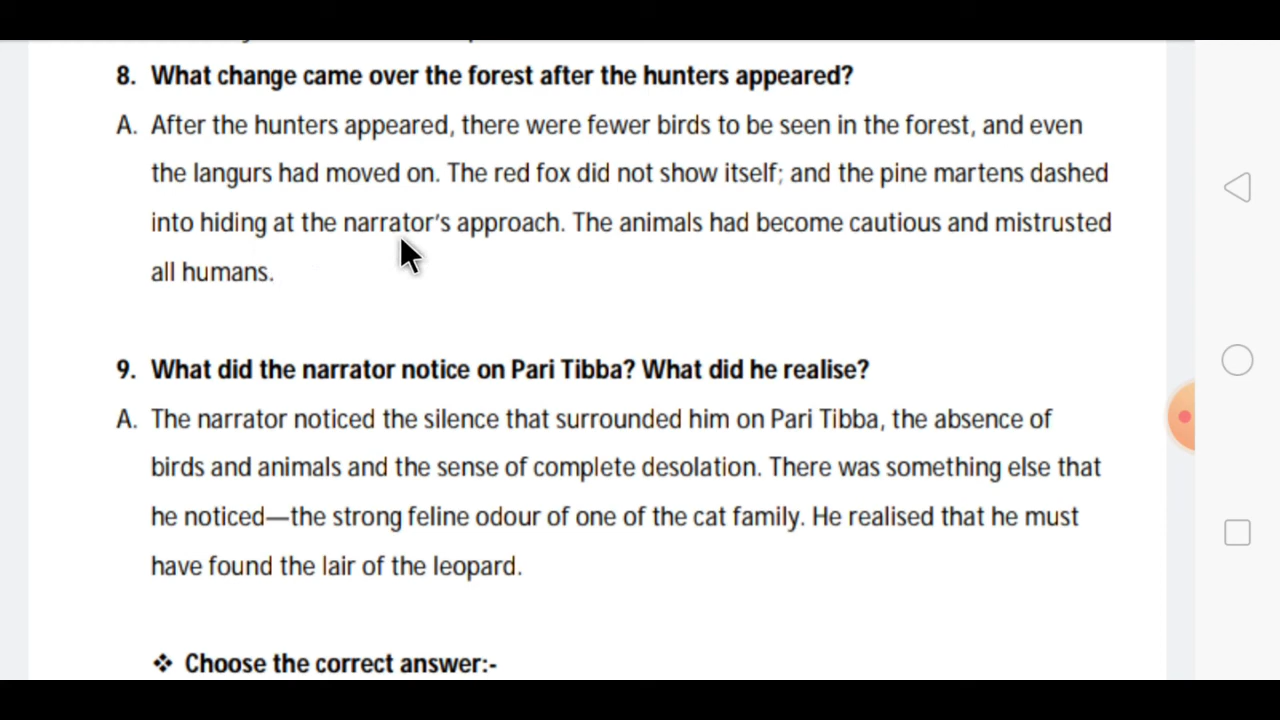 8. What change came over the forest after the hunters appeared?
A. After the hunters appeared, there were fewer birds to be seen in the forest, and even
the langurs had moved on. The red fox did not show itself; and the pine martens dashed
into hiding at the narrator's approach. The animals had become cautious and mistrusted
all humans.
9. What did the narrator notice on Pari Tibba? What did he realise?
A. The narrator noticed the silence that surrounded him on Pari Tibba, the absence of
birds and animals and the sense of complete desolation. There was something else that
he noticed—the strong feline odour of one of the cat family. He realised that he must
have found the lair of the leopard.
❖ Choose the correct answer:-